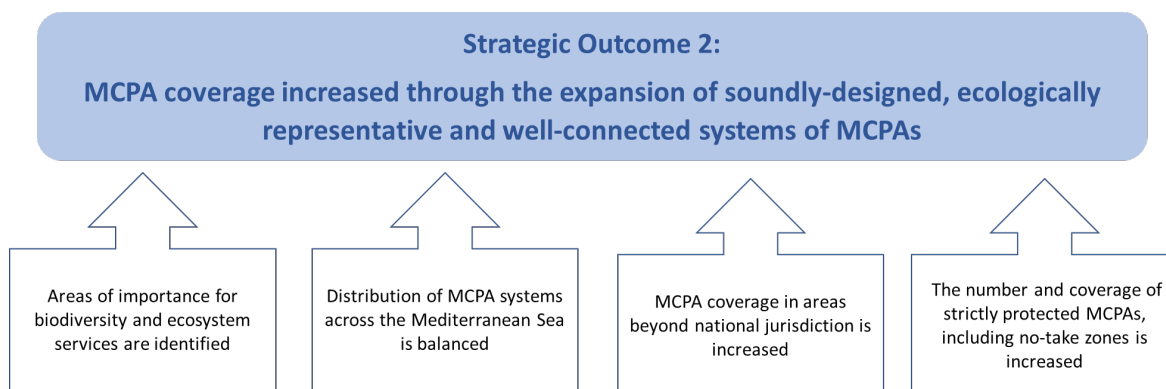 Strategic Outcome 2:
MCPA coverage increased through the expansion of soundly-designed, ecologically
representative and well-connected systems of MCPAs
Areas of importance for
biodiversity and ecosystem
services are identified
Distribution of MCPA systems
across the Mediterranean Sea
is balanced
MCPA coverage in areas
beyond national jurisdiction is
increased
The number and coverage of
strictly protected MCPAs,
including no-take zones is
increased